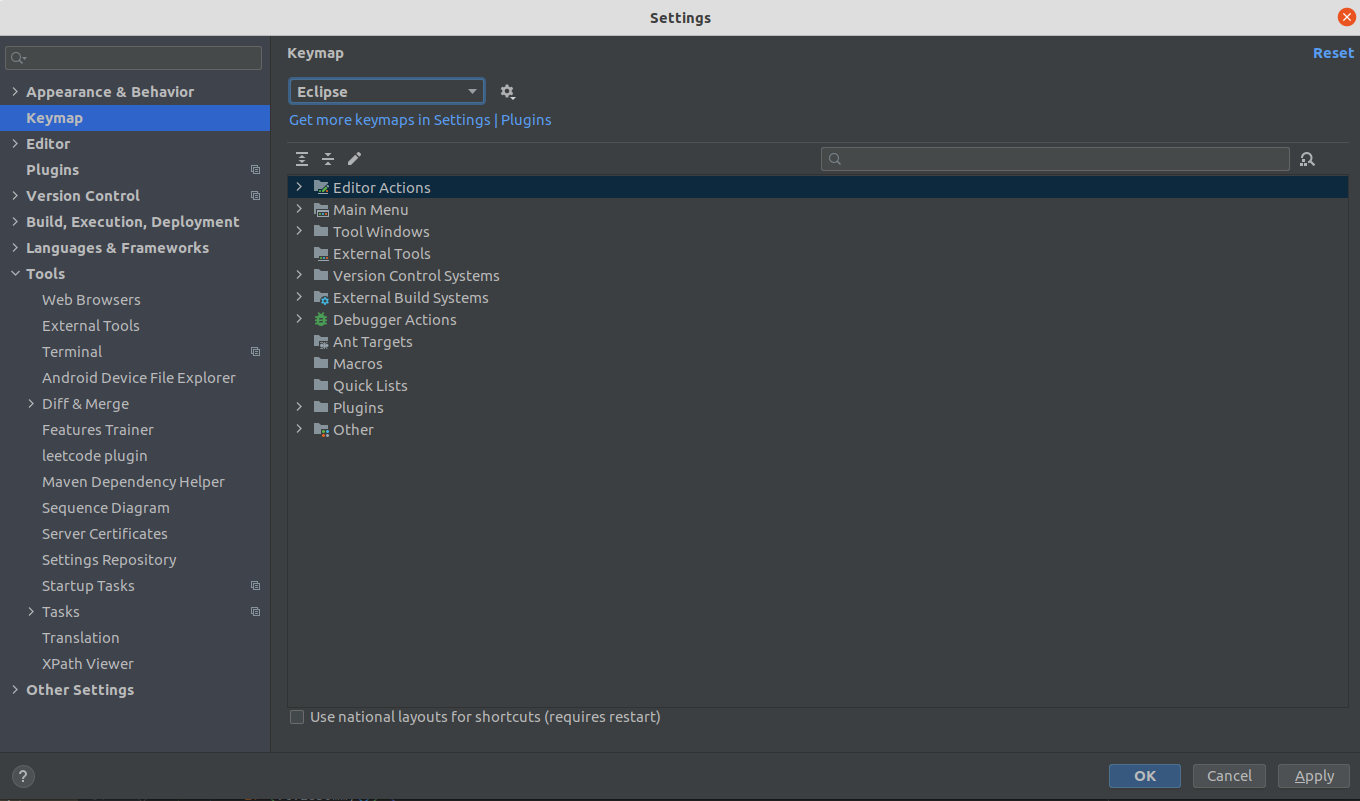 Settings
Appearance & Behavior
Keymap
Editor
Plugins
Version Control
Build, Execution, Deployment
Languages & Frameworks
Tools
Web Browsers
External Tools
Terminal
Android Device File Explorer
Diff & Merge
Features Trainer
leetcode plugin
Maven Dependency Helper
Sequence Diagram
Server Certificates
Settings Repository
Startup Tasks
Tasks
Translation
XPath Viewer
Other Settings
Keymap
Reset
Eclipse
Get more keymaps in Settings | Plugins
Editor Actions
Main Menu
Tool Windows
External Tools
Version Control Systems
External Build Systems
Debugger Actions
Ant Targets
Macros
Quick Lists
Plugins
Other
Use national layouts for shortcuts (requires restart)
?
OK
Cancel
Apply